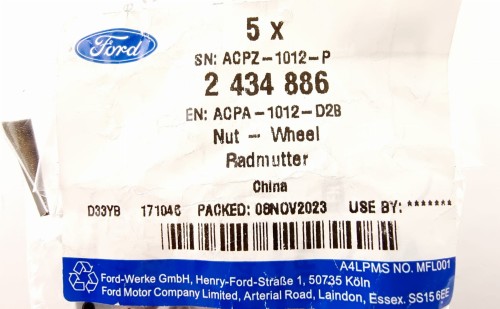 Ford
5 x
SN: ACPZ-1012-P
2 434 886
EN: ACPA-1012-D2B
Nut - Wheel
Radmutter
China
D33YB 171046 PACKED: 08NOV2023 USE BY: *******
A4LPMS NO. MFL001
Ford-Werke GmbH, Henry-Ford-Straße 1, 50735 Köln
Ford Motor Company Limited, Arterial Road, Laindon, Essex. SS15 6EE